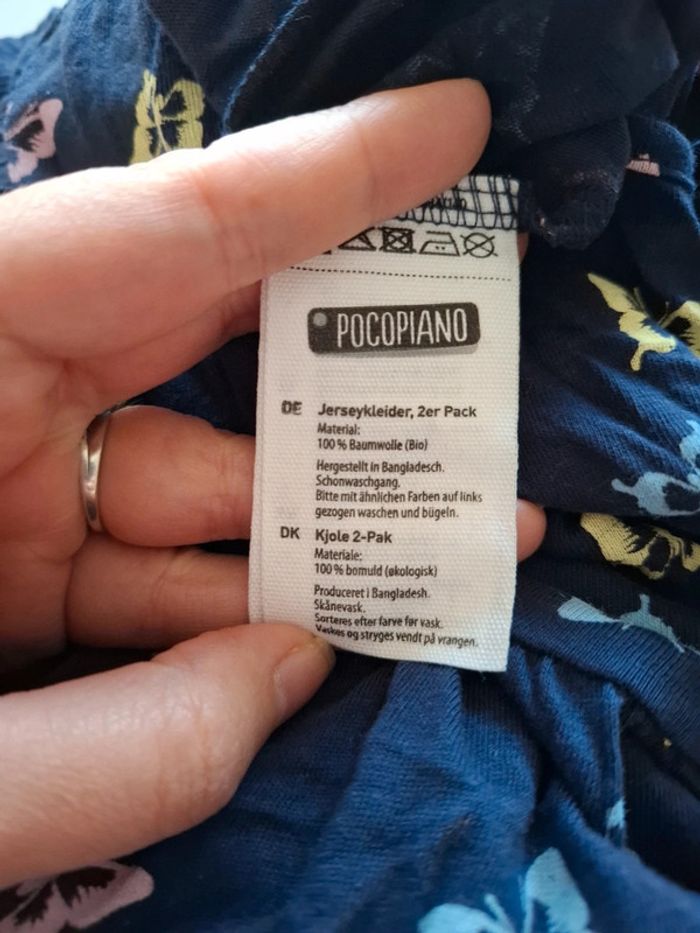 POCOPIANO
DE Jerseykleider, 2er Pack
Material:
100 % Baumwolle (Bio)
Hergestellt in Bangladesch.
Schonwaschgang.
Bitte mit ähnlichen Farben auf links
gezogen waschen und bügeln.
DK Kjole 2-Pak
Materiale:
100 % bomuld (økologisk)
Produceret i Bangladesh.
Skånevask.
Sorteres efter farve før vask.
Vaskes og stryges vendt på vrangen.